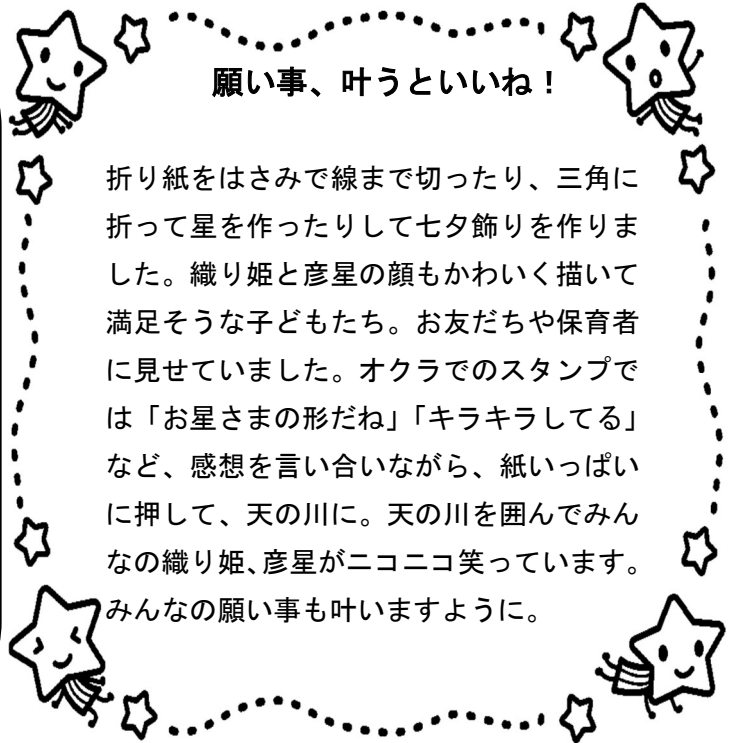 願い事、叶うといいね！
折り紙をはさみで線まで切ったり、三角に
折って星を作ったりして七夕飾りを作りま
した。織り姫と彦星の顔もかわいく描いて
満足そうな子どもたち。お友だちや保育者
に見せていました。オクラでのスタンプで
は「お星さまの形だね」「キラキラしてる」
など、感想を言い合いながら、紙いっぱい
に押して、天の川に。天の川を囲んでみん
なの織り姫、彦星がニコニコ笑っています。
みんなの願い事も叶いますように。